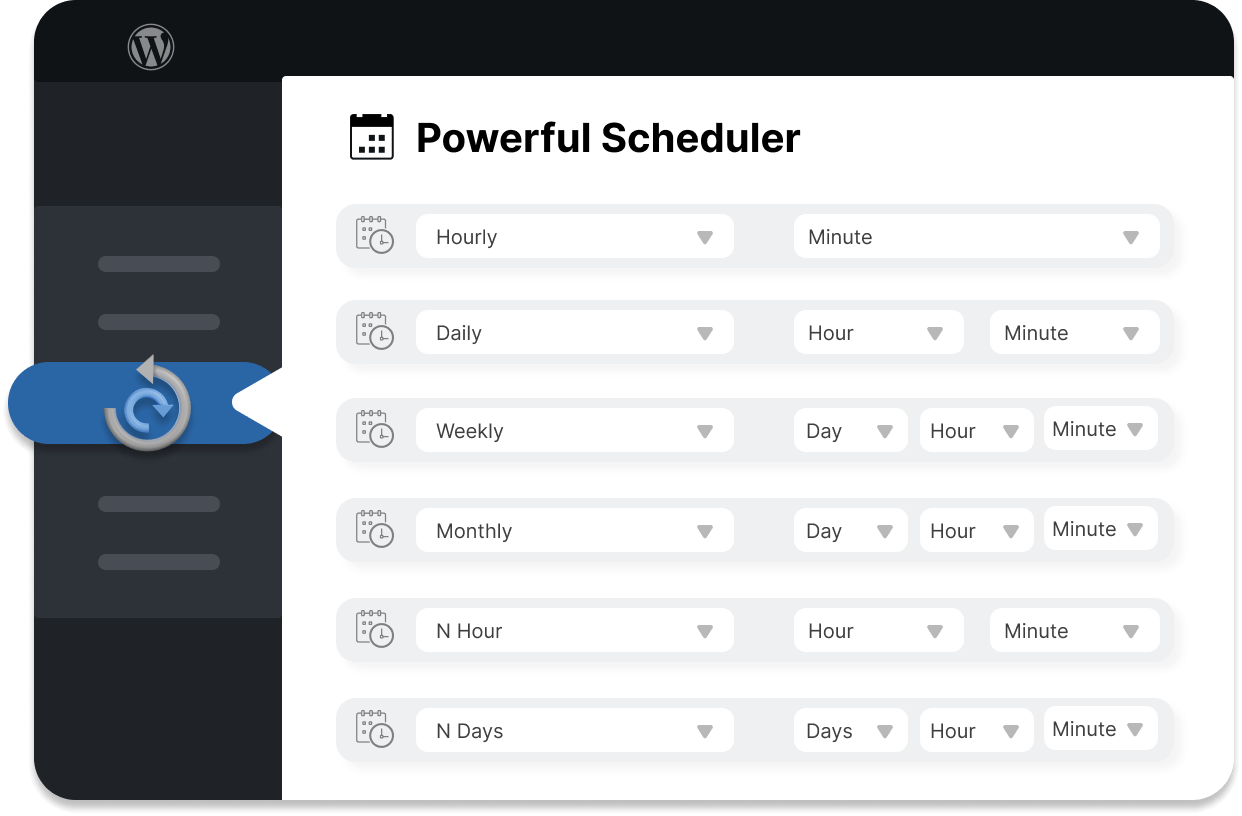 Powerful Scheduler
Hourly Minute
Daily Hour Minute
Weekly Day Hour Minute
Monthly Day Hour Minute
N Hour Hour Minute
N Days Days Hour Minute